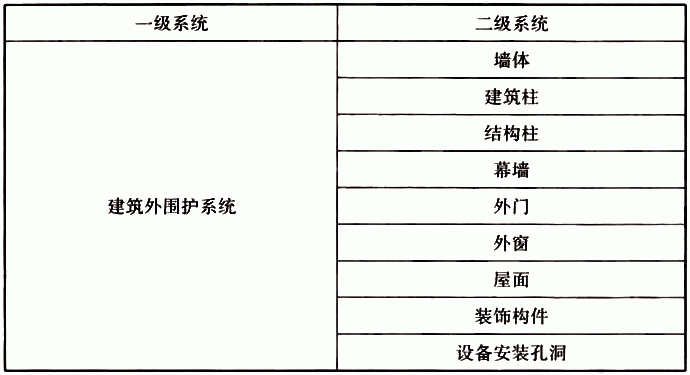 一级系统
二级系统
墙体
建筑柱
结构柱
幕墙
建筑外围护系统
外门
外窗
屋面
装饰构件
设备安装孔洞